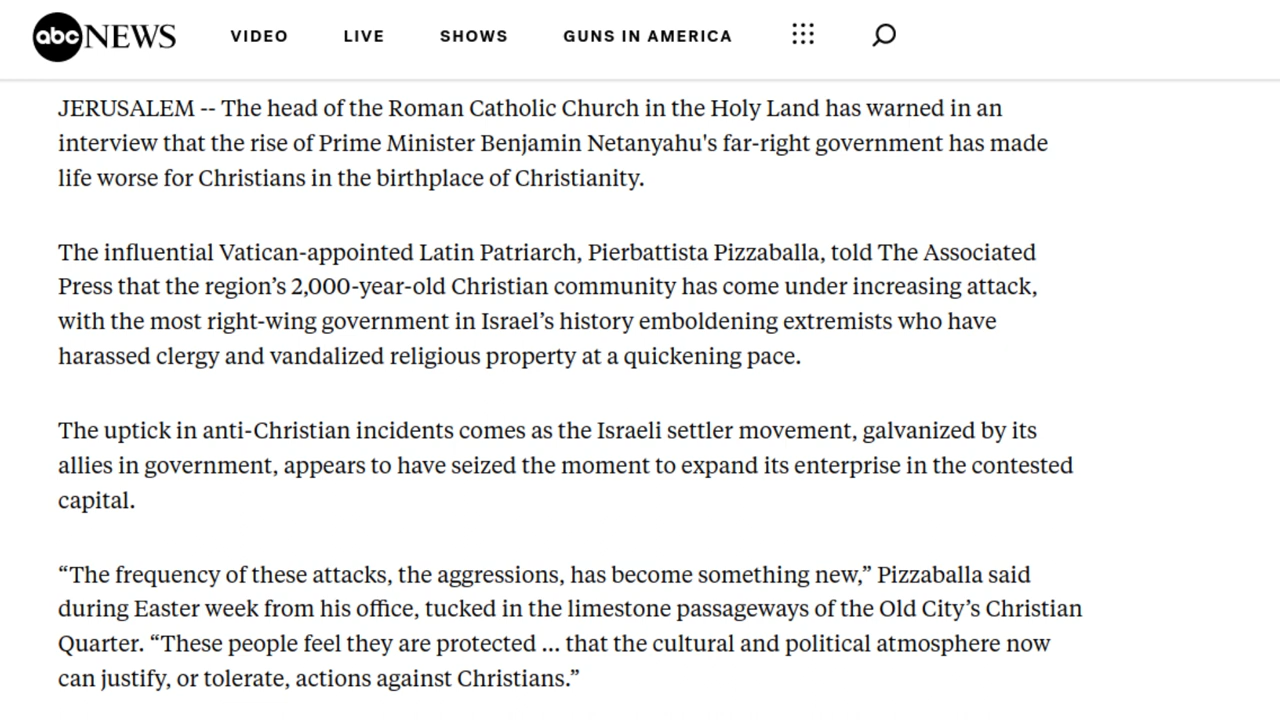 abc NEWS VIDEO LIVE SHOWS GUNS IN AMERICA
JERUSALEM -- The head of the Roman Catholic Church in the Holy Land has warned in an
interview that the rise of Prime Minister Benjamin Netanyahu's far-right government has made
life worse for Christians in the birthplace of Christianity.
The influential Vatican-appointed Latin Patriarch, Pierbattista Pizzaballa, told The Associated
Press that the region’s 2,000-year-old Christian community has come under increasing attack,
with the most right-wing government in Israel’s history emboldening extremists who have
harassed clergy and vandalized religious property at a quickening pace.
The uptick in anti-Christian incidents comes as the Israeli settler movement, galvanized by its
allies in government, appears to have seized the moment to expand its enterprise in the contested
capital.
“The frequency of these attacks, the aggressions, has become something new,” Pizzaballa said
during Easter week from his office, tucked in the limestone passageways of the Old City’s Christian
Quarter. “These people feel they are protected ... that the cultural and political atmosphere now
can justify, or tolerate, actions against Christians.”